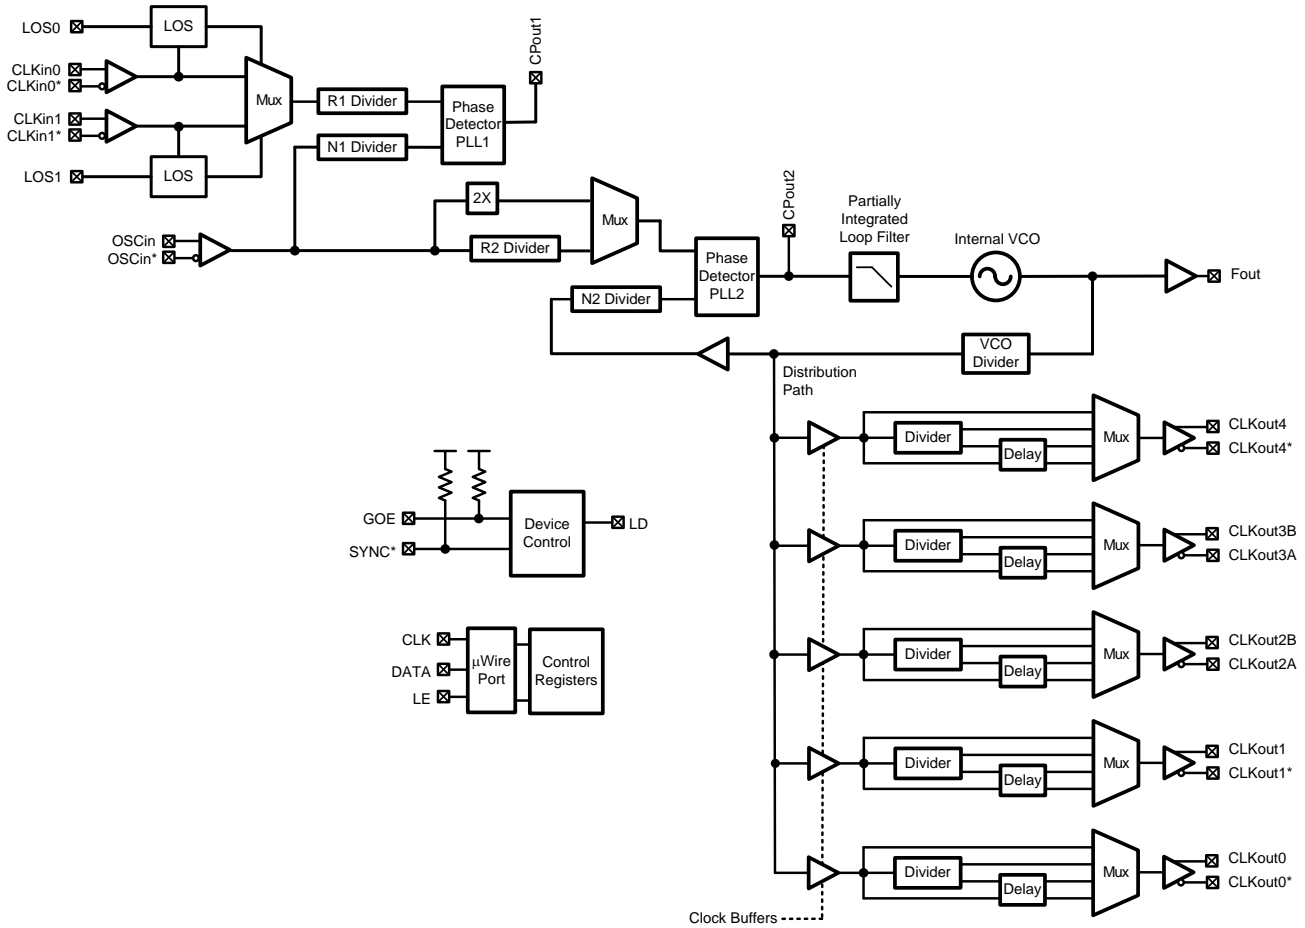 LOS0
LOS
CLKin0
CLKin0*
Mux
R1 Divider
CLKin1
CLKin1*
N1 Divider
Phase
Detector
PLL1
CPout1
LOS1
LOS
2X
Mux
OSCin
OSCin*
R2 Divider
N2 Divider
Phase
Detector
PLL2
CPout2
Partially
Integrated
Loop Filter
Internal VCO
Fout
VCO
Divider
Distribution
Path
Divider
Delay
Mux
CLKout4
CLKout4*
GOE
SYNC*
Device
Control
LD
Divider
Delay
Mux
CLKout3B
CLKout3A
CLK
DATA
LE
µWire
Port
Control
Registers
Divider
Delay
Mux
CLKout2B
CLKout2A
Divider
Delay
Mux
CLKout1
CLKout1*
Divider
Delay
Mux
CLKout0
CLKout0*
Clock Buffers